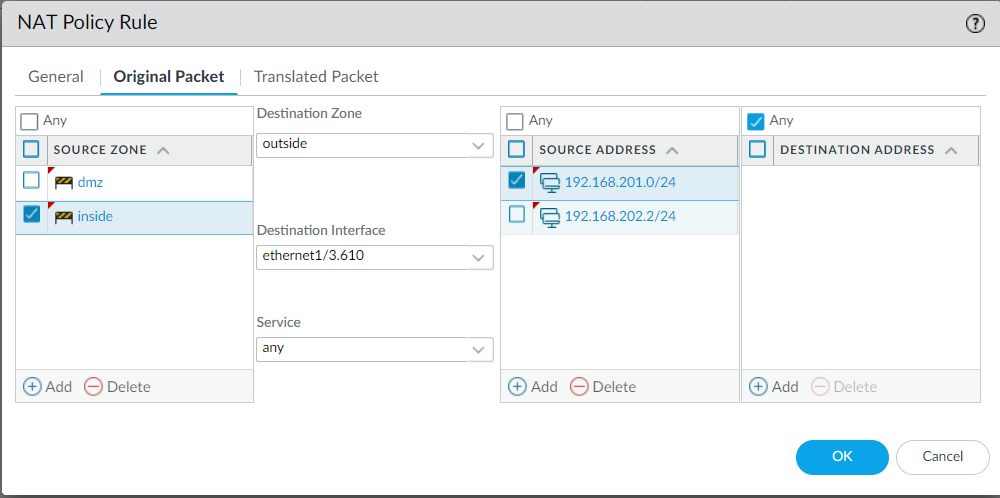 NAT Policy Rule
General
Original Packet
Translated Packet
Any
SOURCE ZONE
dmz
inside
Add
Delete
Destination Zone
outside
Destination Interface
ethernet1/3.610
Service
any
Any
SOURCE ADDRESS
192.168.201.0/24
192.168.202.2/24
Add
Delete
Any
DESTINATION ADDRESS
Add
Delete
OK
Cancel